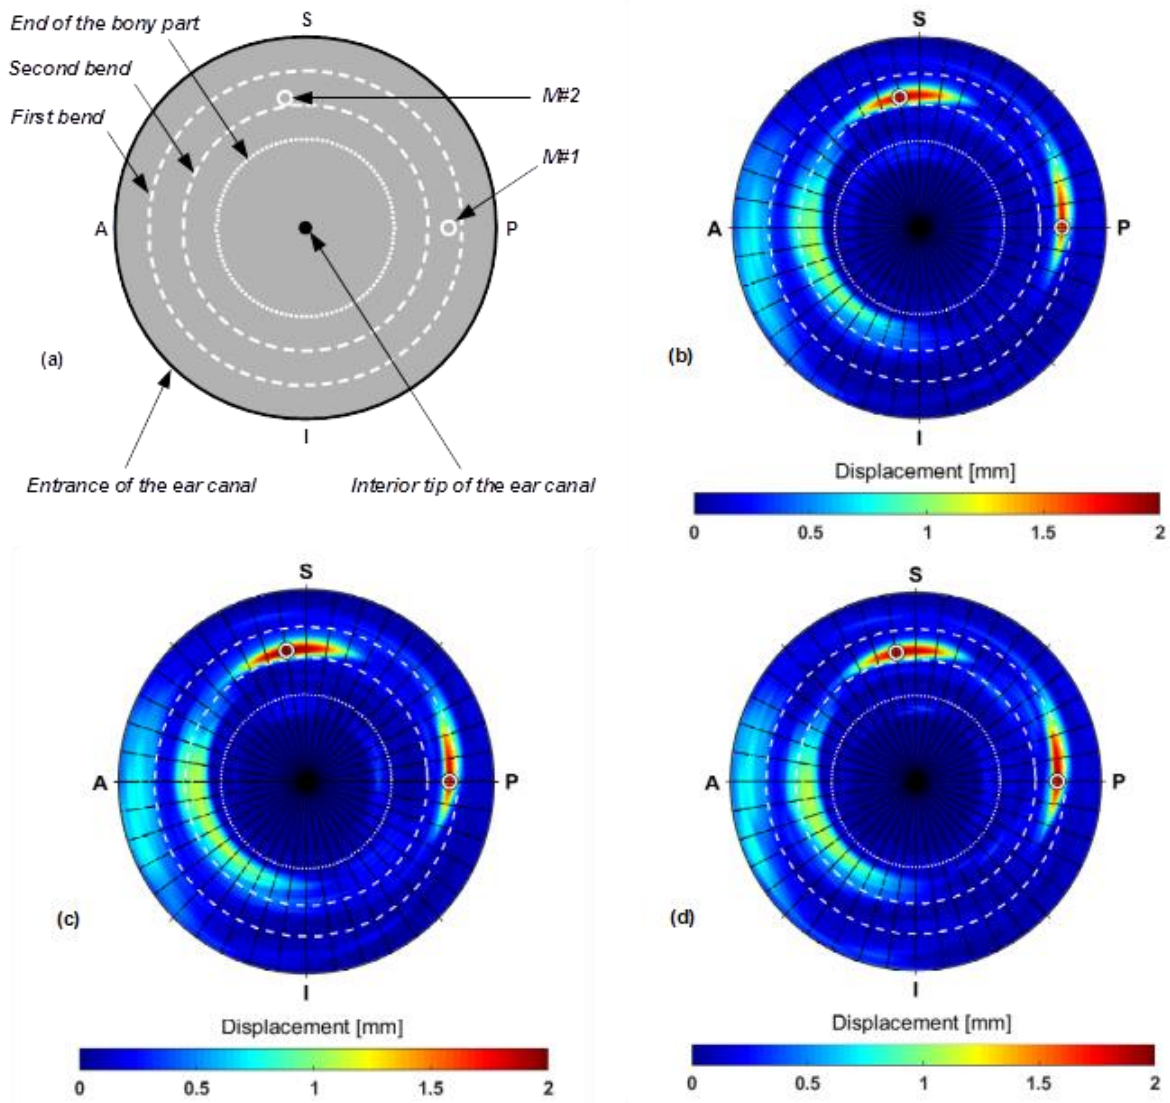 End of the bony part
Second bend
First bend
S
M#2
M#1
A
P
(a)
I
Entrance of the ear canal
Interior tip of the ear canal
S
A
P
(b)
I
Displacement [mm]
0 0.5 1 1.5 2
S
A
P
(c)
I
Displacement [mm]
0 0.5 1 1.5 2
S
A
P
(d)
I
Displacement [mm]
0 0.5 1 1.5 2